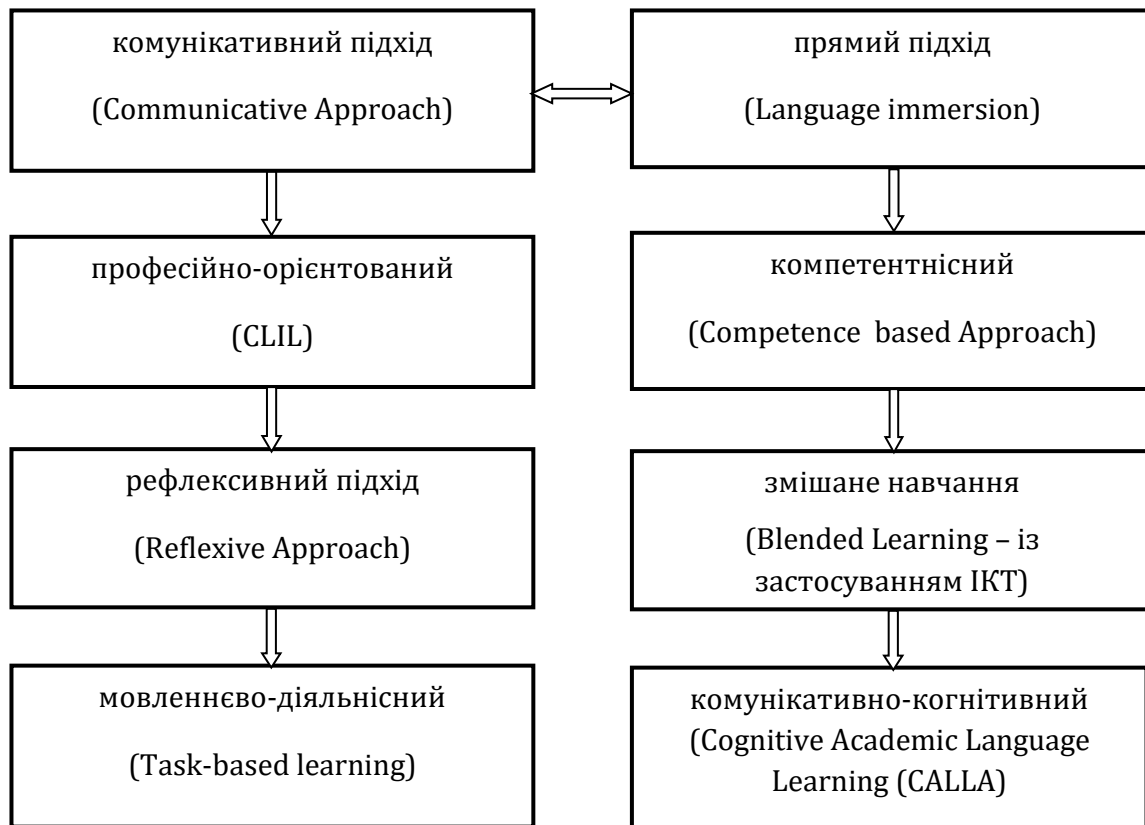 комунікативний підхід
(Communicative Approach)
прямий підхід
(Language immersion)
професійно-орієнтований
(CLIL)
компетентнісний
(Competence  based Approach)
рефлексивний підхід
(Reflexive Approach)
змішане навчання
(Blended Learning – із
застосуванням ІКТ)
мовленнєво-діяльнісний
(Task-based learning)
комунікативно-когнітивний
(Cognitive Academic Language
Learning (CALLA)